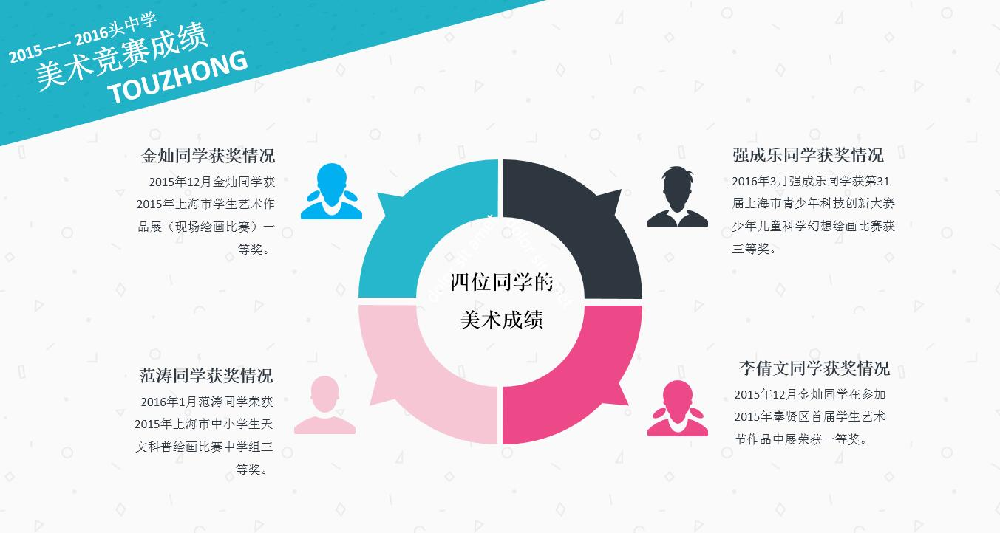 2015—— 2016头中学
美术竞赛成绩
TOUZHONG
金灿同学获奖情况
2015年12月金灿同学获
2015年上海市学生艺术作
品展（现场绘画比赛）一
等奖。
强成乐同学获奖情况
2016年3月强成乐同学获第31
届上海市青少年科技创新大赛
少年儿童科学幻想绘画比赛获
三等奖。
四位同学的
美术成绩
范涛同学获奖情况
2016年1月范涛同学荣获
2015年上海市中小学生天
文科普绘画比赛中学组三
等奖。
李倩文同学获奖情况
2015年12月金灿同学在参加
2015年奉贤区首届学生艺术
节作品中展荣获一等奖。